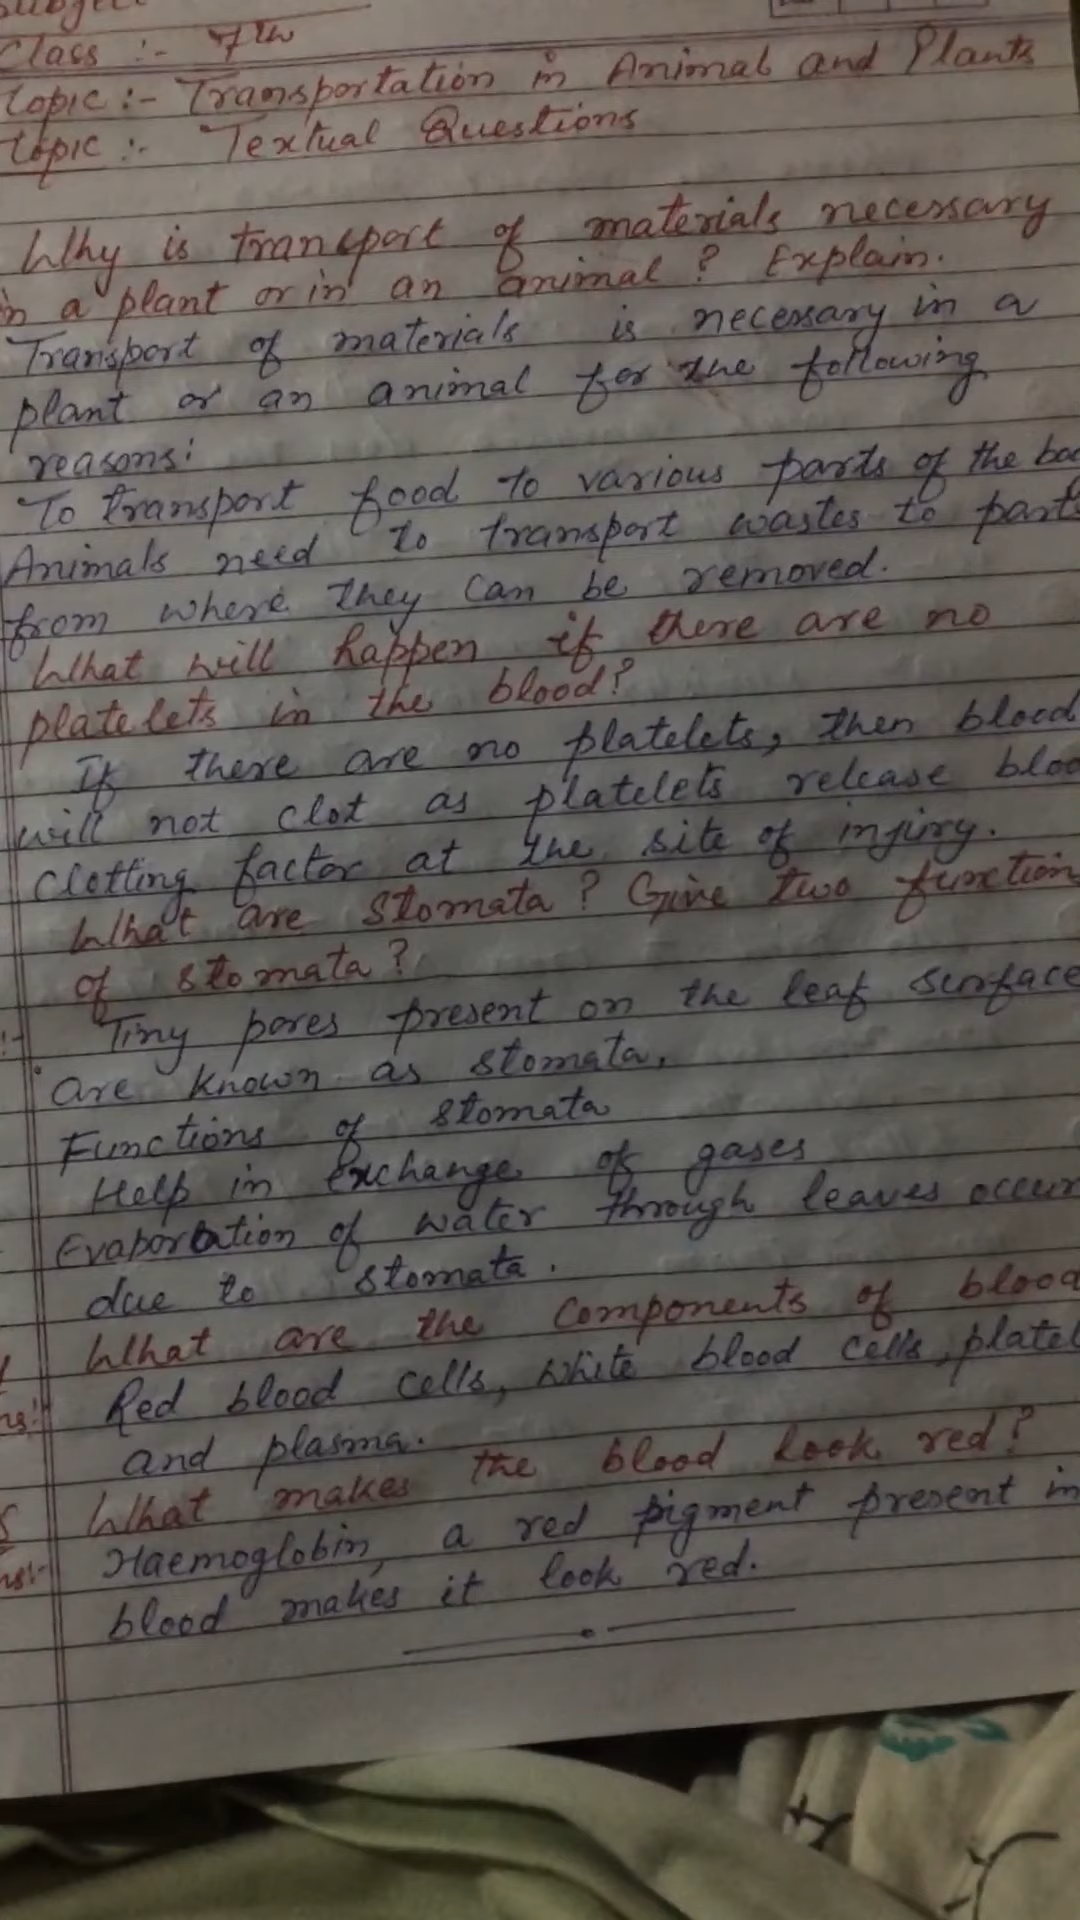 Class :- 7th
Topic :- Transportation in Animal and Plants
Topic :- Textual Questions
Why is transport of materials necessary
in a plant or in an animal? Explain.
Transport of materials is necessary in a
plant or an animal for the following
reasons:
To transport food to various parts of the
Animals need to transport wastes to parts
from where they can be removed.
What will happen if there are no
platelets in the blood?
If there are no platelets, then blood
will not clot as platelets release
clotting factor at the site of injury.
What are stomata? Give two function
of stomata?
Tiny pores present on the leaf surface
are known as stomata.
Functions of stomata
Help in exchange of gases
Evaporation of water through leaves occur
due to stomata.
What are the components of blood
Red blood cells, white blood cells,
and plasma.
What makes the blood look red?
Haemoglobin, a red pigment present in
blood makes it look red.